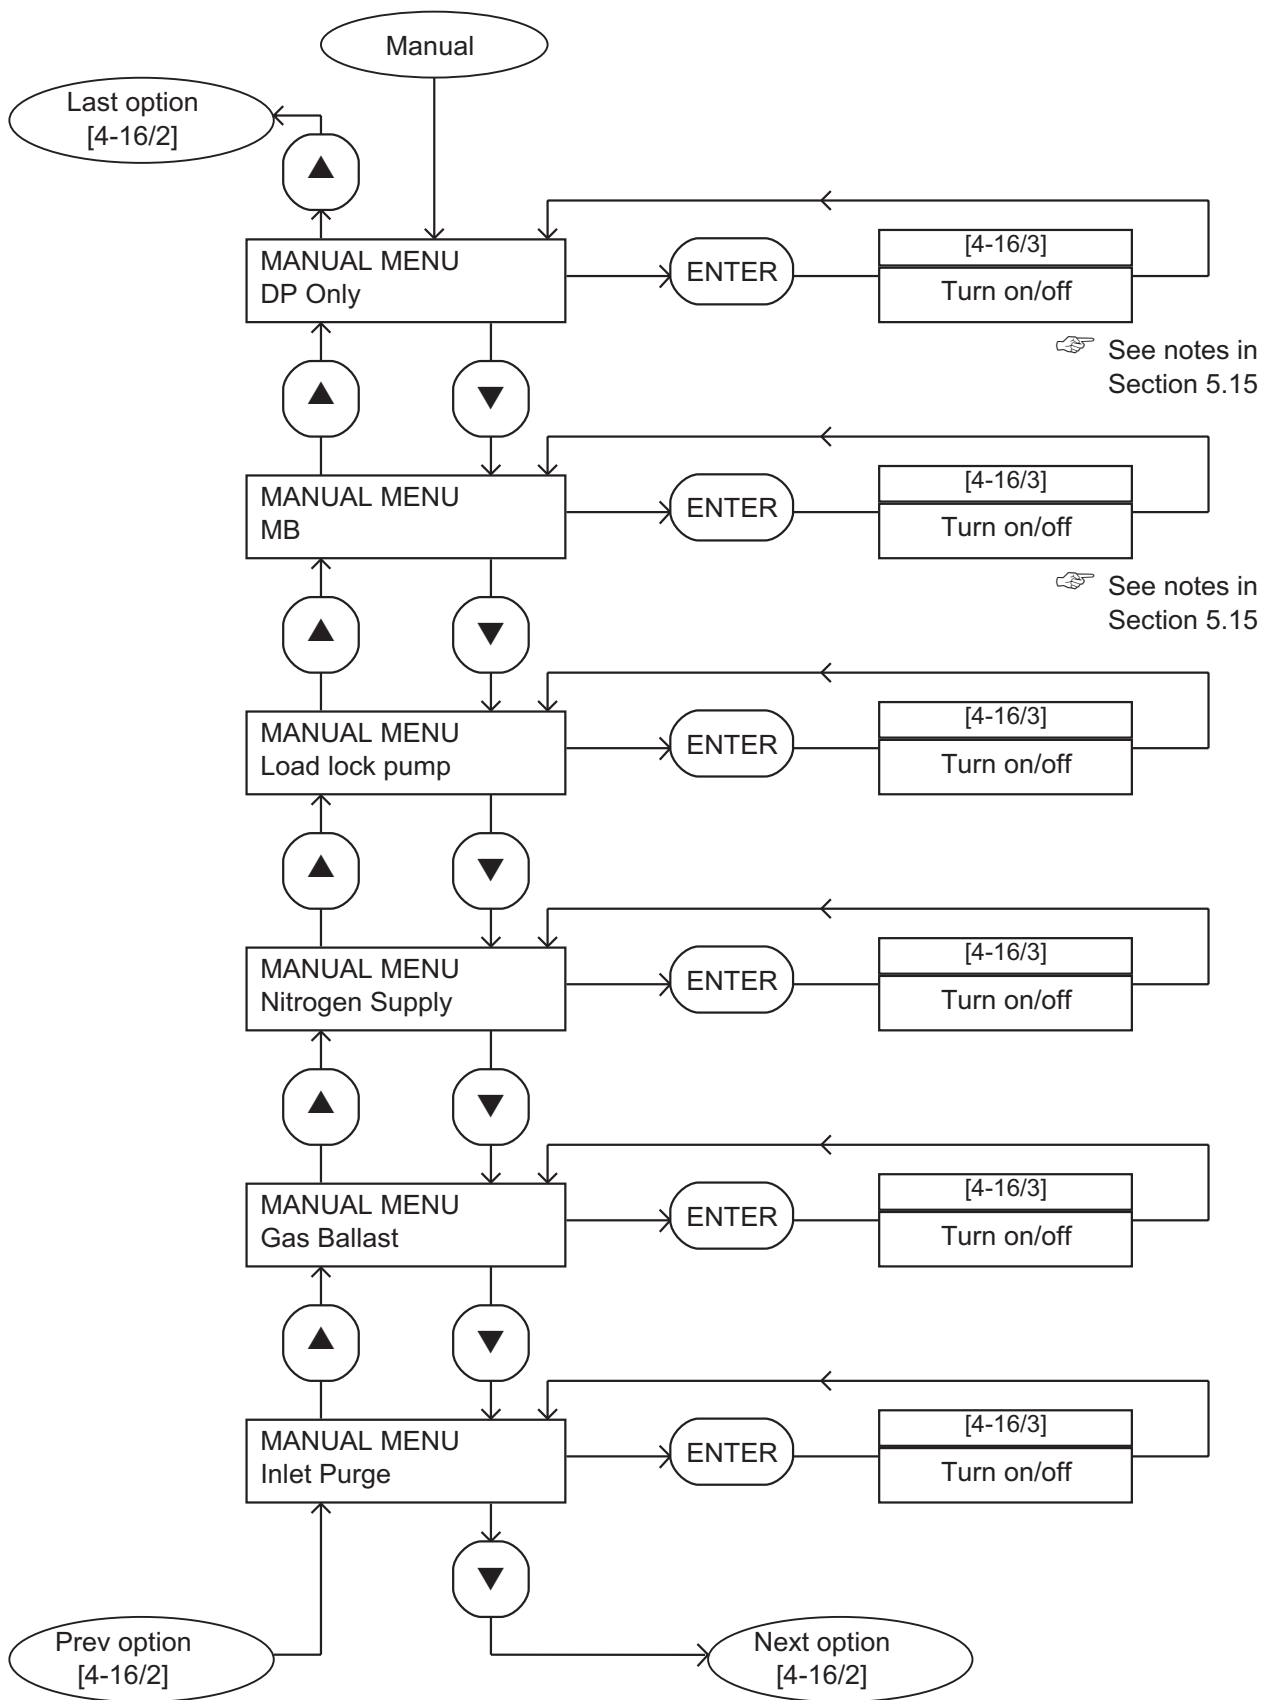 Manual
Last option
[4-16/2]
MANUAL MENU
DP Only
ENTER
[4-16/3]
Turn on/off
See notes in
Section 5.15
MANUAL MENU
MB
ENTER
[4-16/3]
Turn on/off
See notes in
Section 5.15
MANUAL MENU
Load lock pump
ENTER
[4-16/3]
Turn on/off
MANUAL MENU
Nitrogen Supply
ENTER
[4-16/3]
Turn on/off
MANUAL MENU
Gas Ballast
ENTER
[4-16/3]
Turn on/off
MANUAL MENU
Inlet Purge
ENTER
[4-16/3]
Turn on/off
Prev option
[4-16/2]
Next option
[4-16/2]